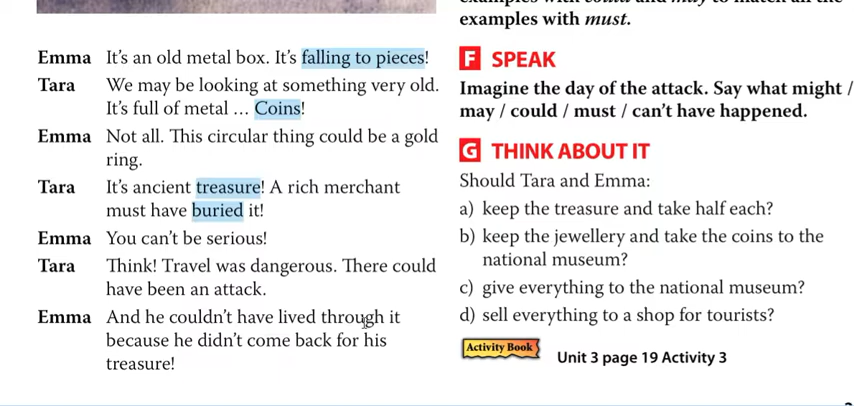 Emma It's an old metal box. It's falling to pieces!
Tara We may be looking at something very old.
It's full of metal … Coins!
Emma Not all. This circular thing could be a gold
ring.
Tara It's ancient treasure! A rich merchant
must have buried it!
Emma You can't be serious!
Tara Think! Travel was dangerous. There could
have been an attack.
Emma And he couldn't have lived through it
because he didn't come back for his
treasure!
examples with must.
F SPEAK
Imagine the day of the attack. Say what might /
may / could / must / can't have happened.
G THINK ABOUT IT
Should Tara and Emma:
a) keep the treasure and take half each?
b) keep the jewellery and take the coins to the
national museum?
c) give everything to the national museum?
d) sell everything to a shop for tourists?
Activity Book Unit 3 page 19 Activity 3